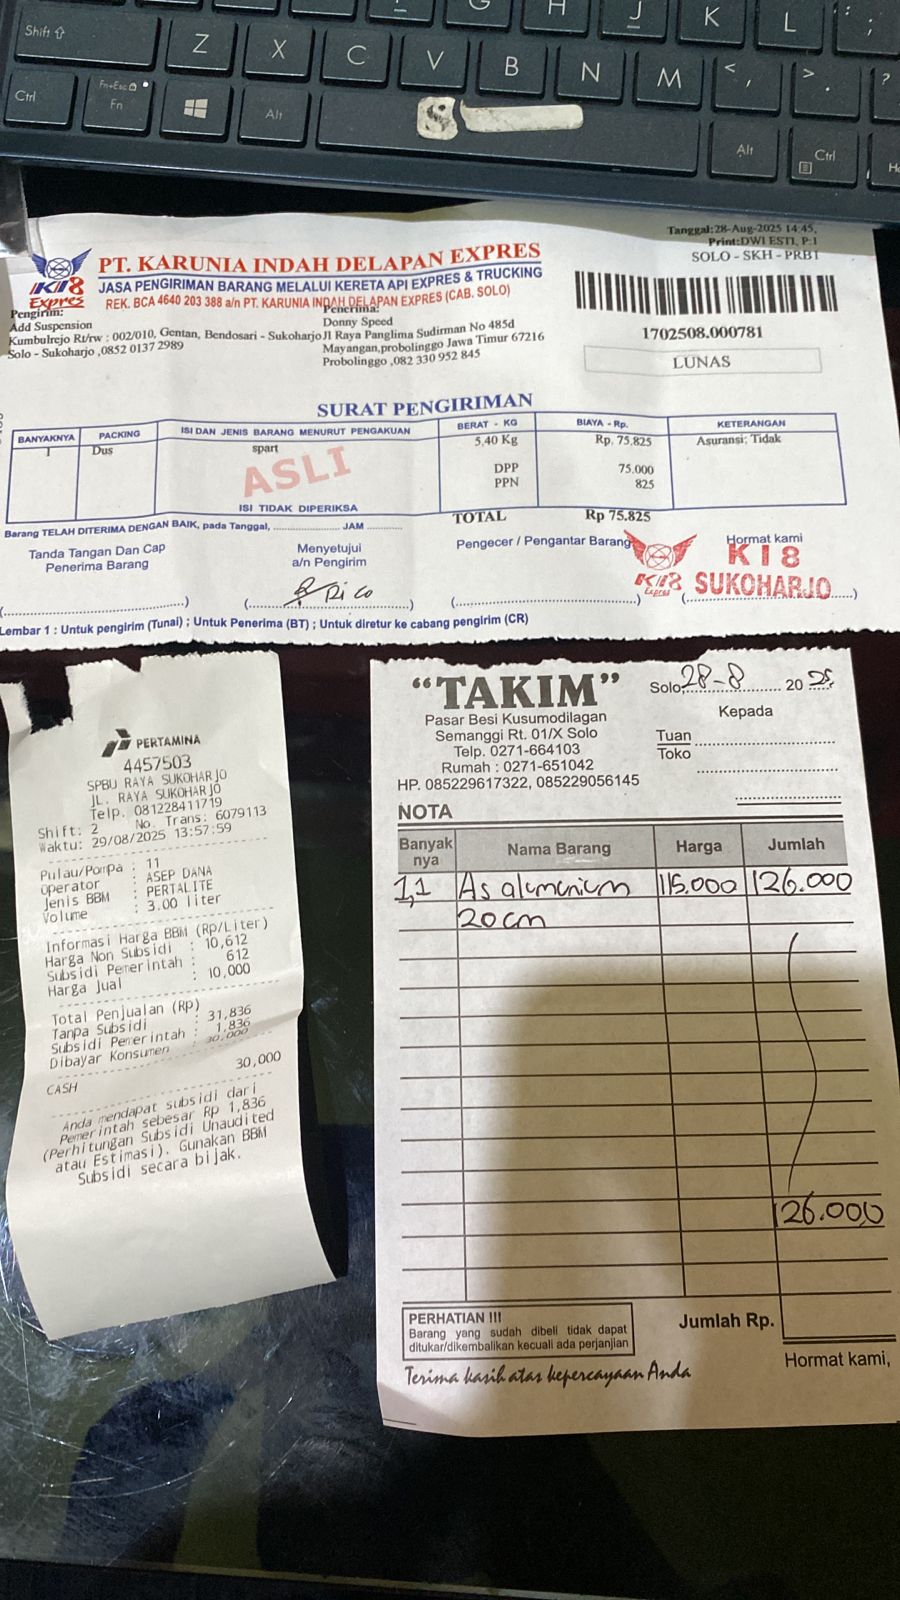 G H J K L : ;
Shift Z X C V B N M < , > . ?
Ctrl Fn+Esc Fn Alt Alt Ctrl
Tanggal:28-Aug-2025 14:45,
Print:DWI ESTI, P:1
SOLO - SKH - PRB1
KI8 Expres
PT. KARUNIA INDAH DELAPAN EXPRES
JASA PENGIRIMAN BARANG MELALUI KERETA API EXPRES & TRUCKING
REK. BCA 4640 203 388 a/n PT. KARUNIA INDAH DELAPAN EXPRES (CAB. SOLO)
Pengirim:
Add Suspension
Kumbulrejo Rt/rw : 002/010, Gentan, Bendosari - Sukoharjo
Solo - Sukoharjo ,0852 0137 2989
Penerima:
Donny Speed
Jl Raya Panglima Sudirman No 485d
Mayangan,probolinggo Jawa Timur 67216
Probolinggo ,082 330 952 845
1702508.000781
LUNAS
SURAT PENGIRIMAN
BANYAKNYA PACKING ISI DAN JENIS BARANG MENURUT PENGAKUAN BERAT - KG BIAYA - Rp. KETERANGAN
1 Dus spart 5,40 Kg Rp. 75.825 Asuransi: Tidak
ASLI
DPP 75.000
PPN 825
ISI TIDAK DIPERIKSA
TOTAL Rp 75.825
Barang TELAH DITERIMA DENGAN BAIK, pada Tanggal, ........................ JAM .............
Tanda Tangan Dan Cap
Penerima Barang
Menyetujui
a/n Pengirim
Pengecer / Pengantar Barang
Hormat kami
KI8
SUKOHARJO
KI8 Expres
Rico
Lembar 1 : Untuk pengirim (Tunai) ; Untuk Penerima (BT) ; Untuk diretur ke cabang pengirim (CR)
PERTAMINA
4457503
SPBU RAYA SUKOHARJO
JL. RAYA SUKOHARJO
Telp. 081228411719
Shift: 2 No. Trans: 6079113
Waktu: 29/08/2025 13:57:59
Pulau/Pompa : 11
Operator : ASEP DANA
Jenis BBM : PERTALITE
Volume : 3.00 liter
Informasi Harga BBM (Rp/Liter)
Harga Non Subsidi : 10,612
Subsidi Pemerintah : 612
Harga Jual : 10,000
Total Penjualan (Rp)
Tanpa Subsidi : 31,836
Subsidi Pemerintah : 1,836
Dibayar Konsumen : 30,000
CASH 30,000
Anda mendapat subsidi dari
Pemerintah sebesar Rp 1,836
(Perhitungan Subsidi Unaudited
atau Estimasi). Gunakan BBM
Subsidi secara bijak.
“TAKIM”
Pasar Besi Kusumodilagan
Semanggi Rt. 01/X Solo
Telp. 0271-664103
Rumah : 0271-651042
HP. 085229617322, 085229056145
Solo, 28-8 20 25
Kepada
Tuan
Toko
NOTA
Banyak nya Nama Barang Harga Jumlah
1,1 As alumunium 115.000 126.000
20 cm
126.000
PERHATIAN !!!
Barang yang sudah dibeli tidak dapat
ditukar/dikembalikan kecuali ada perjanjian
Jumlah Rp.
Terima kasih atas kepercayaan Anda
Hormat kami,